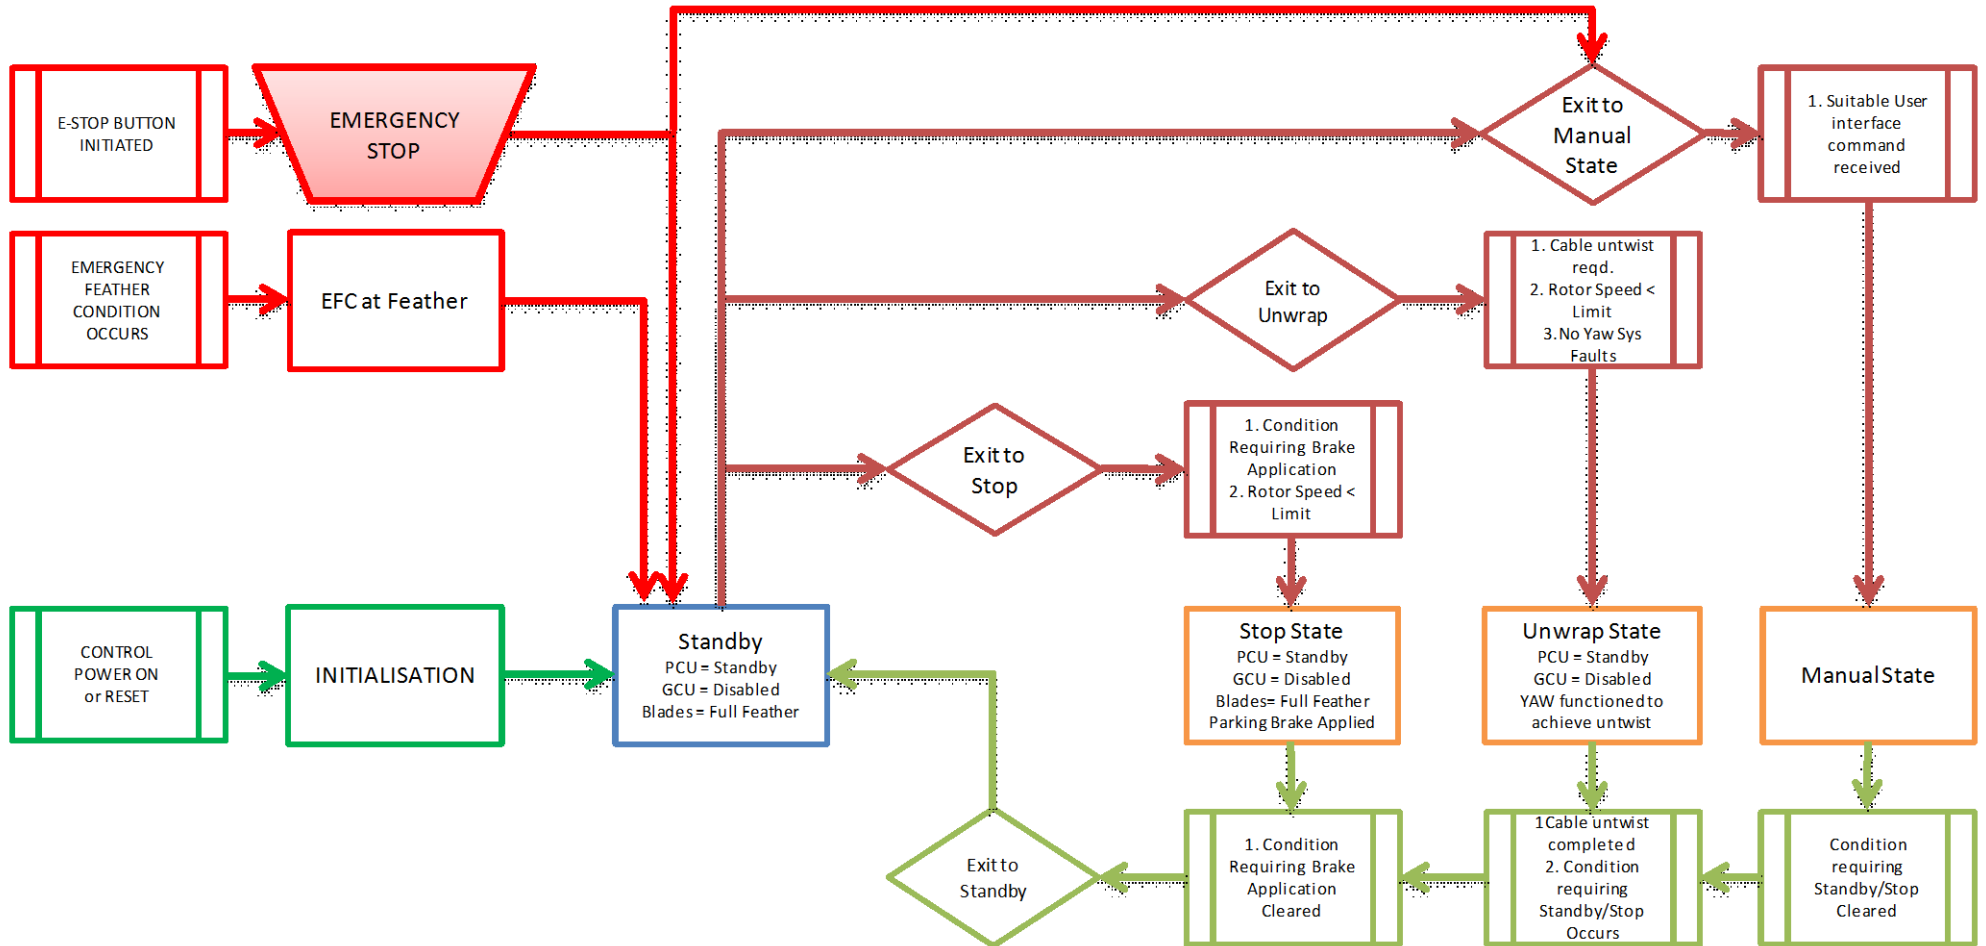 E-STOP BUTTON
INITIATED
EMERGENCY
STOP
Exit to
Manual
State
1. Suitable User
interface
command
received
EMERGENCY
FEATHER
CONDITION
OCCURS
EFC at Feather
Exit to
Unwrap
1. Cable untwist
reqd.
2. Rotor Speed <
Limit
3.No Yaw Sys
Faults
Exit to
Stop
1. Condition
Requiring Brake
Application
2. Rotor Speed <
Limit
CONTROL
POWER ON
or RESET
INITIALISATION
Standby
PCU = Standby
GCU = Disabled
Blades = Full Feather
Stop State
PCU = Standby
GCU = Disabled
Blades= Full Feather
Parking Brake Applied
Unwrap State
PCU = Standby
GCU = Disabled
YAW functioned to
achieve untwist
Manual State
Exit to
Standby
1. Condition
Requiring Brake
Application
Cleared
1Cable untwist
completed
2. Condition
requiring
Standby/Stop
Occurs
Condition
requiring
Standby/Stop
Cleared